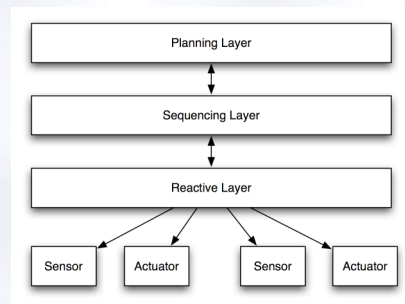 Planning Layer
Sequencing Layer
Reactive Layer
Sensor
Actuator
Sensor
Actuator